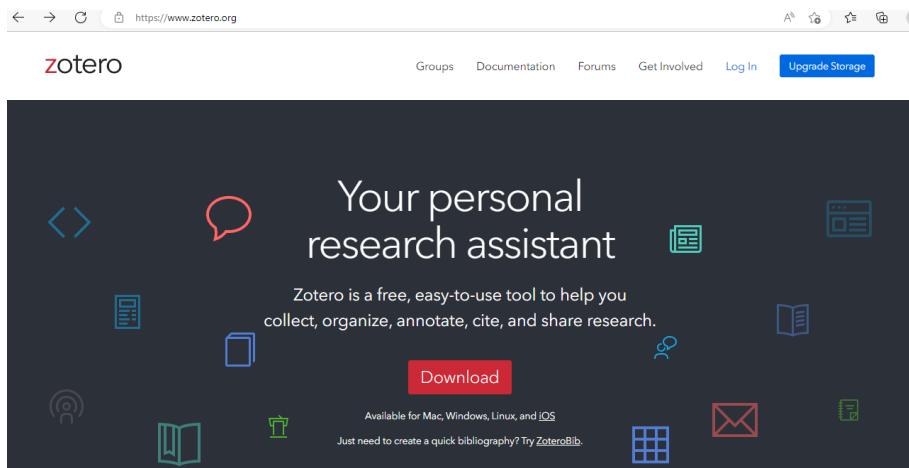 https://www.zotero.org
zotero
Groups Documentation Forums Get Involved Log In Upgrade Storage
Your personal
research assistant
Zotero is a free, easy-to-use tool to help you
collect, organize, annotate, cite, and share research.
Download
Available for Mac, Windows, Linux, and iOS
Just need to create a quick bibliography? Try ZoteroBib.